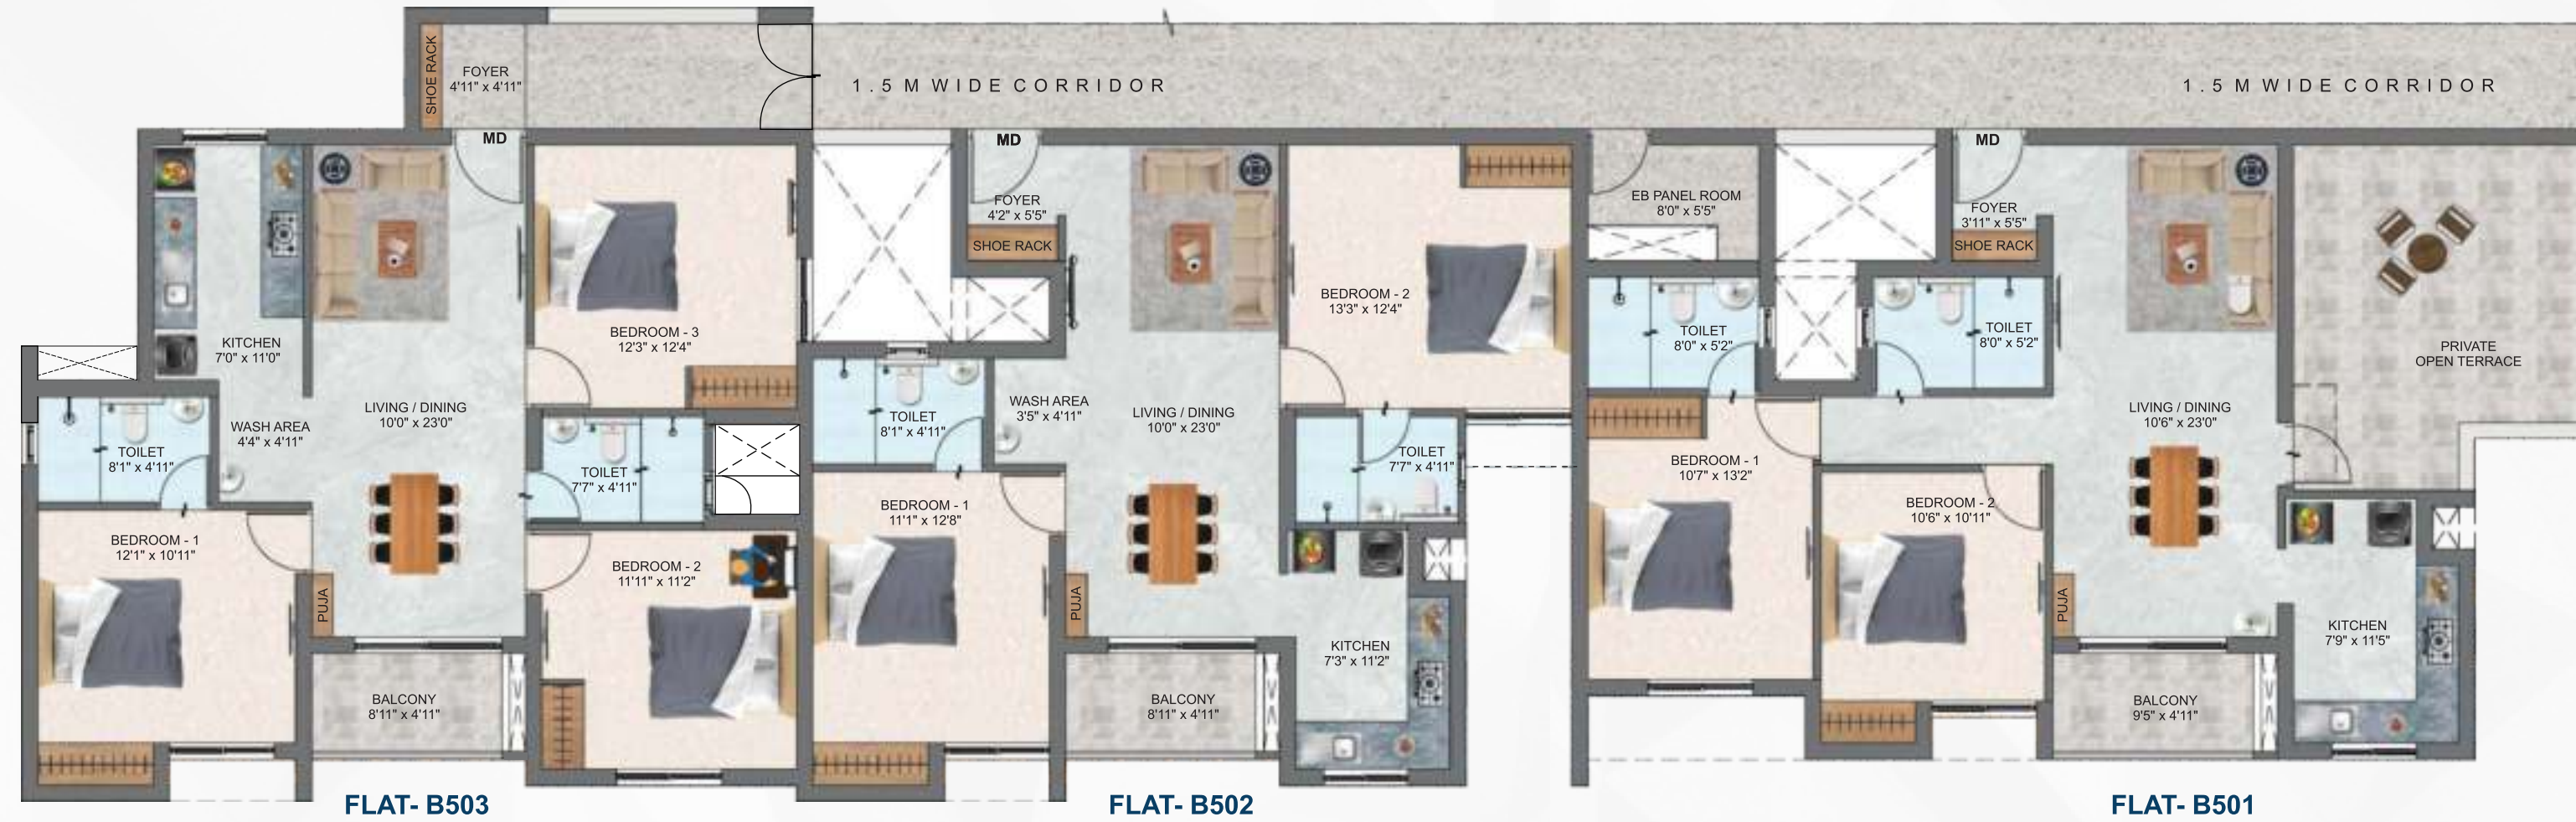 SHOE RACK
FOYER
4'11" x 4'11"
1.5 M WIDE CORRIDOR
1.5 M WIDE CORRIDOR
MD
KITCHEN
7'0" x 11'0"
WASH AREA
4'4" x 4'11"
LIVING / DINING
10'0" x 23'0"
BEDROOM - 3
12'3" x 12'4"
TOILET
8'1" x 4'11"
TOILET
7'7" x 4'11"
BEDROOM - 1
12'1" x 10'11"
PUJA
BEDROOM - 2
11'11" x 11'2"
BALCONY
8'11" x 4'11"
FLAT- B503
MD
FOYER
4'2" x 5'5"
SHOE RACK
BEDROOM - 2
13'3" x 12'4"
TOILET
8'1" x 4'11"
WASH AREA
3'5" x 4'11"
LIVING / DINING
10'0" x 23'0"
TOILET
7'7" x 4'11"
BEDROOM - 1
11'1" x 12'8"
PUJA
KITCHEN
7'3" x 11'2"
BALCONY
8'11" x 4'11"
FLAT- B502
EB PANEL ROOM
8'0" x 5'5"
MD
FOYER
3'11" x 5'5"
SHOE RACK
TOILET
8'0" x 5'2"
TOILET
8'0" x 5'2"
PRIVATE
OPEN TERRACE
LIVING / DINING
10'6" x 23'0"
BEDROOM - 1
10'7" x 13'2"
BEDROOM - 2
10'6" x 10'11"
PUJA
KITCHEN
7'9" x 11'5"
BALCONY
9'5" x 4'11"
FLAT- B501